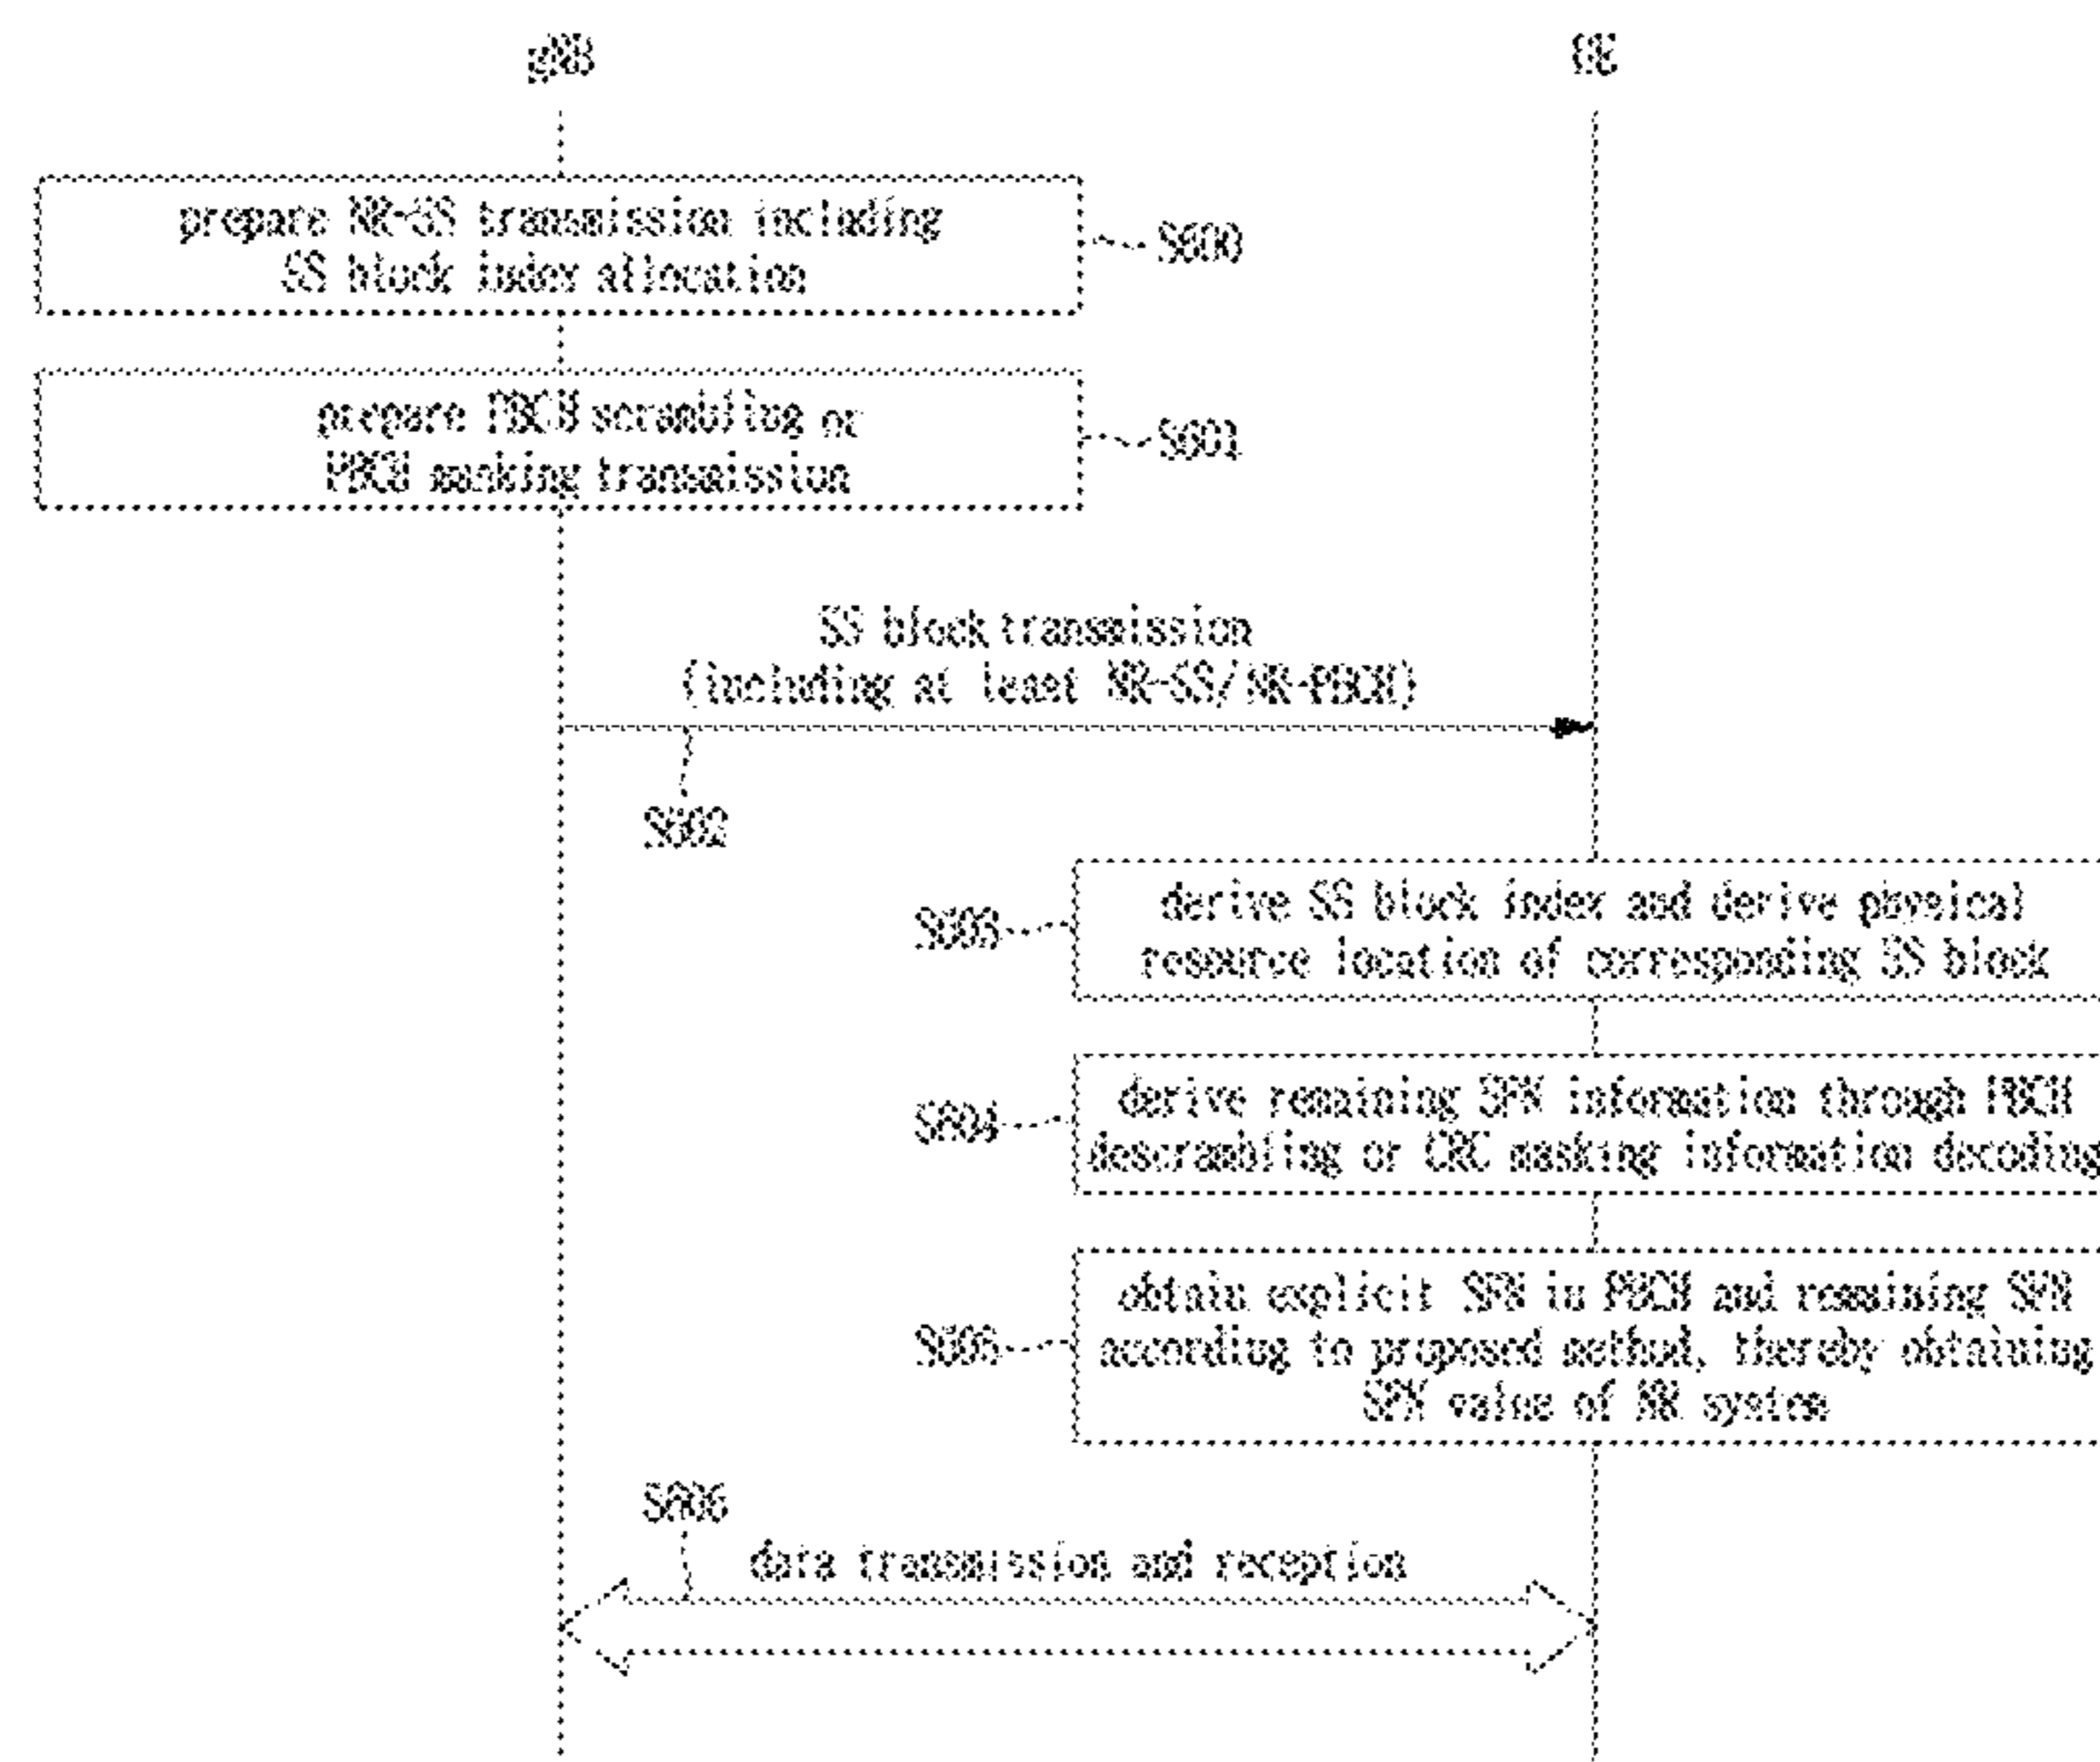 gNB
UE
prepare NR-SS transmission including
SS block index allocation
S600
prepare PBCH scrambling or
PBCH masking transmission
S601
SS block transmission
(including at least NR-SS/NR-PBCH)
S602
derive SS block index and derive physical
resource location of corresponding SS block
S603
derive remaining SFN information through PBCH
descrambling or CRC masking information decoding
S604
obtain explicit SFN in PBCH and remaining SFN
according to proposed method, thereby obtaining
SFN value of NR system
S605
S606
data transmission and reception